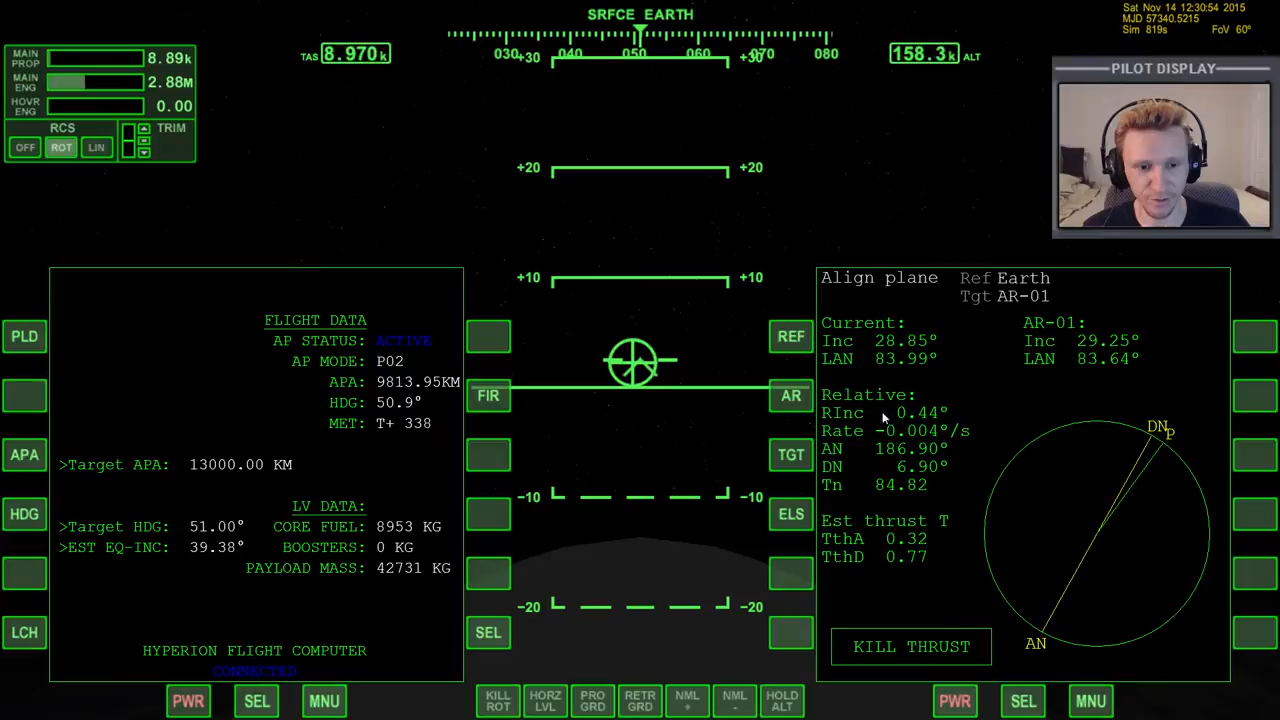 SRFCE EARTH
Sat Nov 14 12:30:54 2015
MJD 57340.5215
Sim 819s FoV 60°
MAIN PROP 8.89k
MAIN ENG 2.88M
HOVR ENG 0.00
RCS TRIM
OFF ROT LIN
TAS 8.970k
030 040 050 060 070 080
158.3k ALT
PILOT DISPLAY
+30 +30
+20 +20
+10 +10
-10 -10
-20 -20
FLIGHT DATA
AP STATUS: ACTIVE
AP MODE: P02
APA: 9813.95KM
HDG: 50.9°
MET: T+ 338
>Target APA: 13000.00 KM
LV DATA:
>Target HDG: 51.00° CORE FUEL: 8953 KG
>EST EQ-INC: 39.38° BOOSTERS: 0 KG
PAYLOAD MASS: 42731 KG
HYPERION FLIGHT COMPUTER
CONNECTED
PLD
APA
HDG
LCH
FIR
SEL
PWR SEL MNU
KILL ROT
HORZ LVL
PRO GRD
RETR GRD
NML +
NML -
HOLD ALT
REF
AR
TGT
ELS
Align plane Ref Earth
Tgt AR-01
Current: AR-01:
Inc 28.85° Inc 29.25°
LAN 83.99° LAN 83.64°
Relative:
RInc 0.44°
Rate -0.004°/s
AN 186.90°
DN 6.90°
Tn 84.82
Est thrust T
TthA 0.32
TthD 0.77
DN
P
AN
KILL THRUST
PWR SEL MNU